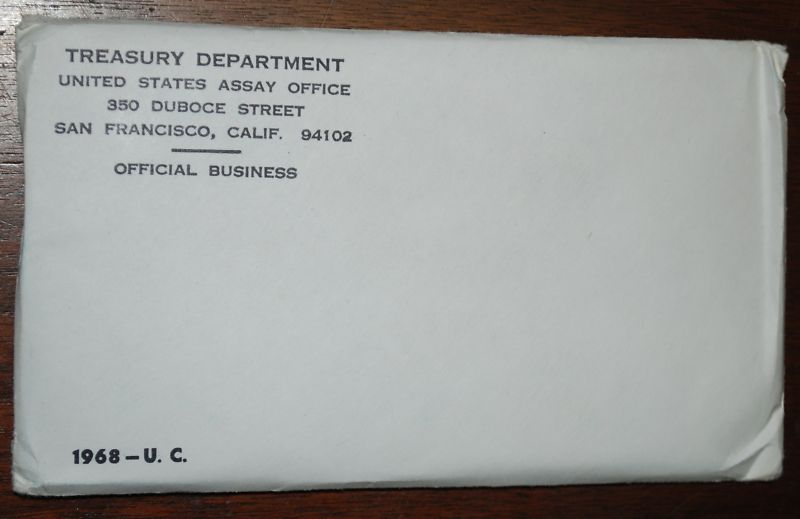 TREASURY DEPARTMENT
UNITED STATES ASSAY OFFICE
350 DUBOCE STREET
SAN FRANCISCO, CALIF. 94102
OFFICIAL BUSINESS
1968 – U. C.